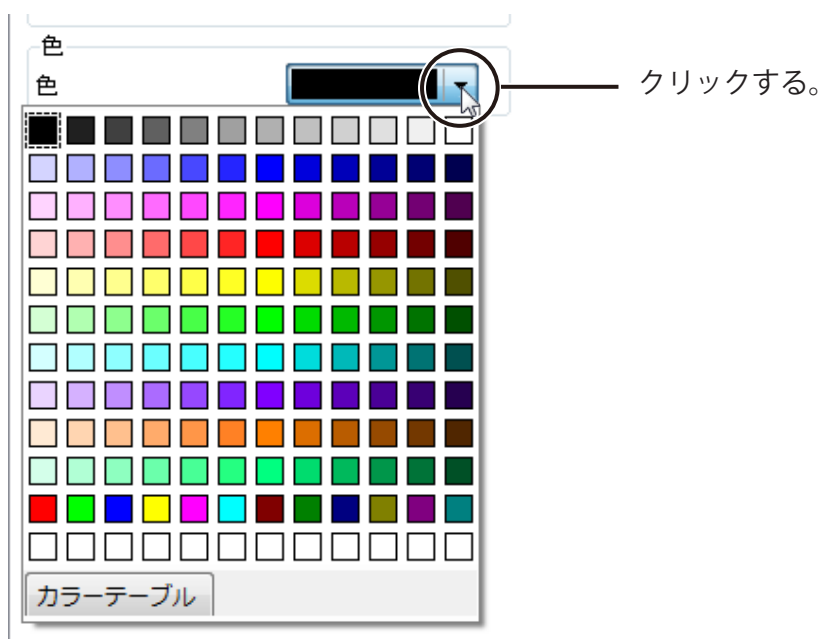 色
色
クリックする。
カラーテーブル